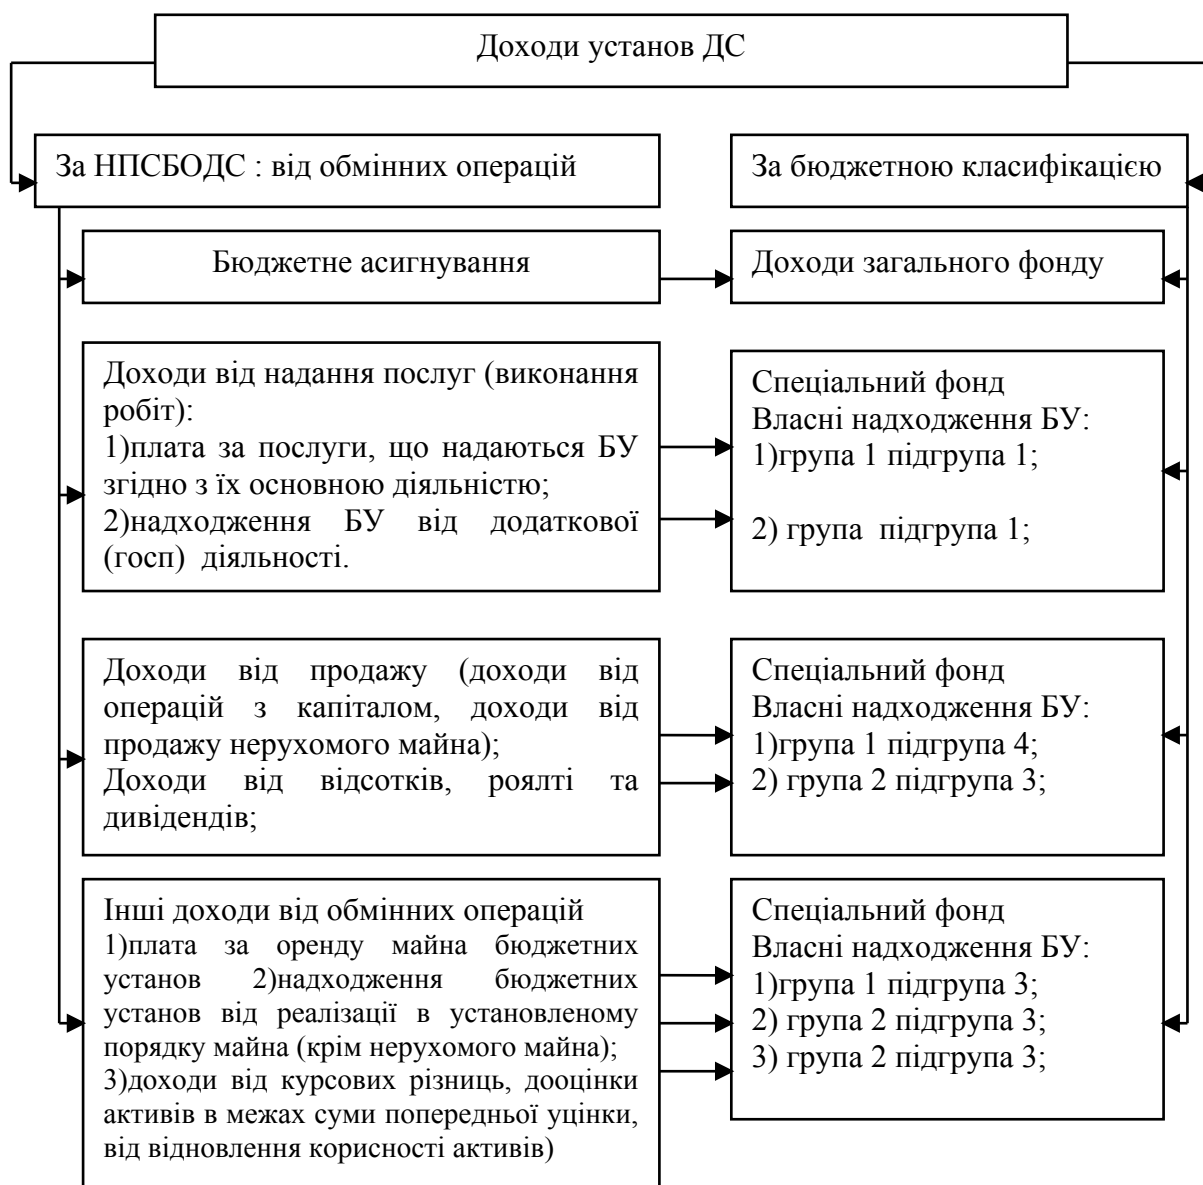 Доходи установ ДС
За НПСБОДС : від обмінних операцій
За бюджетною класифікацією
Бюджетне асигнування
Доходи загального фонду
Доходи від надання послуг (виконання
робіт):
1)плата за послуги, що надаються БУ
згідно з їх основною діяльністю;
2)надходження БУ від додаткової
(госп) діяльності.
Спеціальний фонд
Власні надходження БУ:
1)група 1 підгрупа 1;
2) група підгрупа 1;
Доходи від продажу (доходи від
операцій з капіталом, доходи від
продажу нерухомого майна);
Доходи від відсотків, роялті та
дивідендів;
Спеціальний фонд
Власні надходження БУ:
1)група 1 підгрупа 4;
2) група 2 підгрупа 3;
Інші доходи від обмінних операцій
1)плата за оренду майна бюджетних
установ 2)надходження бюджетних
установ від реалізації в установленому
порядку майна (крім нерухомого майна);
3)доходи від курсових різниць, дооцінки
активів в межах суми попередньої уцінки,
від відновлення корисності активів)
Спеціальний фонд
Власні надходження БУ:
1)група 1 підгрупа 3;
2) група 2 підгрупа 3;
3) група 2 підгрупа 3;